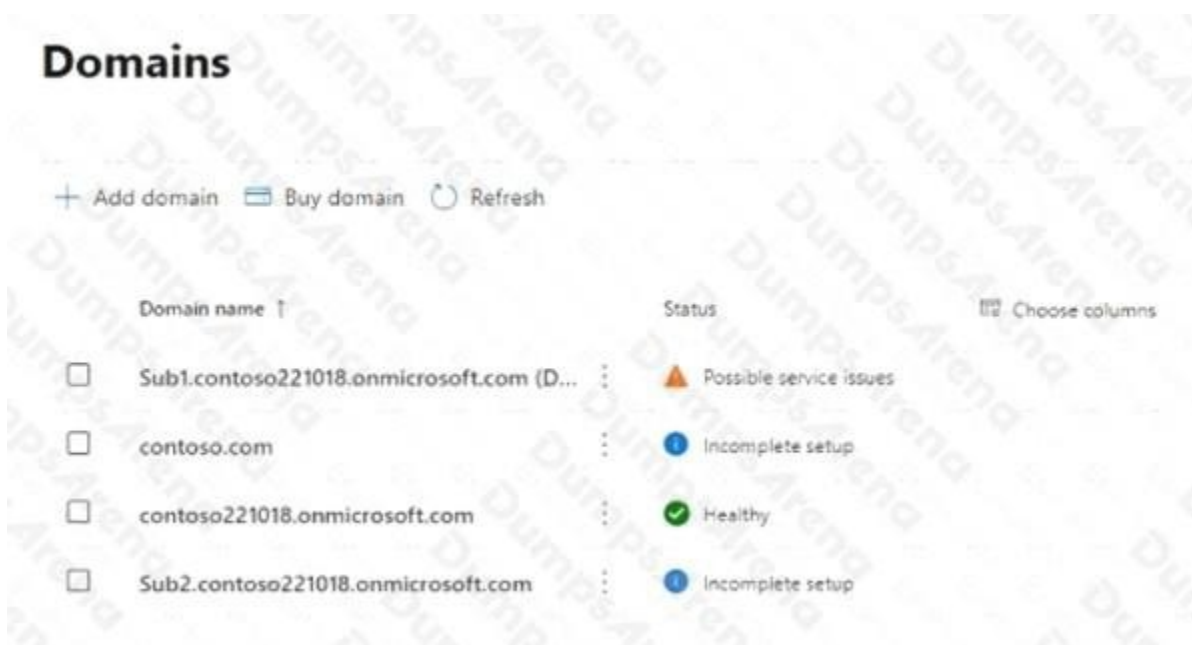 Domains
Add domain Buy domain Refresh
Domain name ↑ Status Choose columns
Sub1.contoso221018.onmicrosoft.com (D... Possible service issues
contoso.com Incomplete setup
contoso221018.onmicrosoft.com Healthy
Sub2.contoso221018.onmicrosoft.com Incomplete setup
DumpsArena